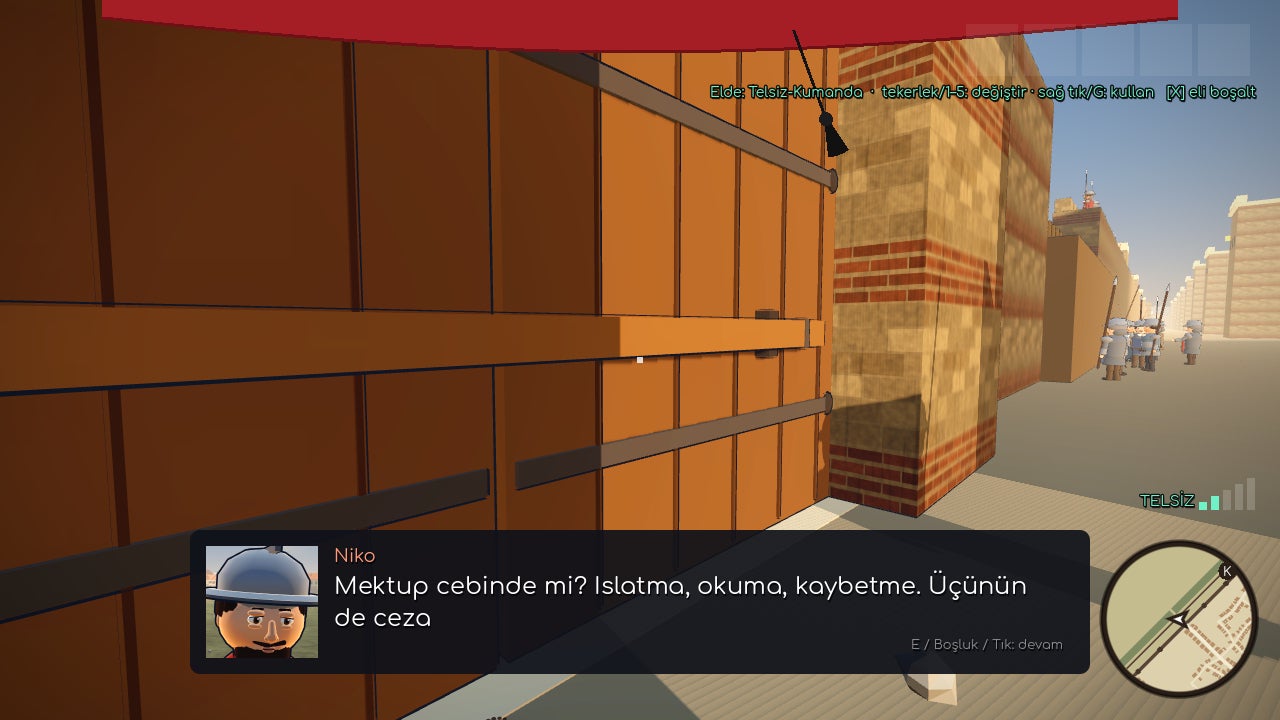 Elde: Telsiz-Kumanda · tekerlek/1-5: değiştir · sağ tık/G: kullan [X] eli boşalt
TELSİZ
Niko
Mektup cebinde mi? Islatma, okuma, kaybetme. Üçünün
de ceza
E / Boşluk / Tık: devam
K